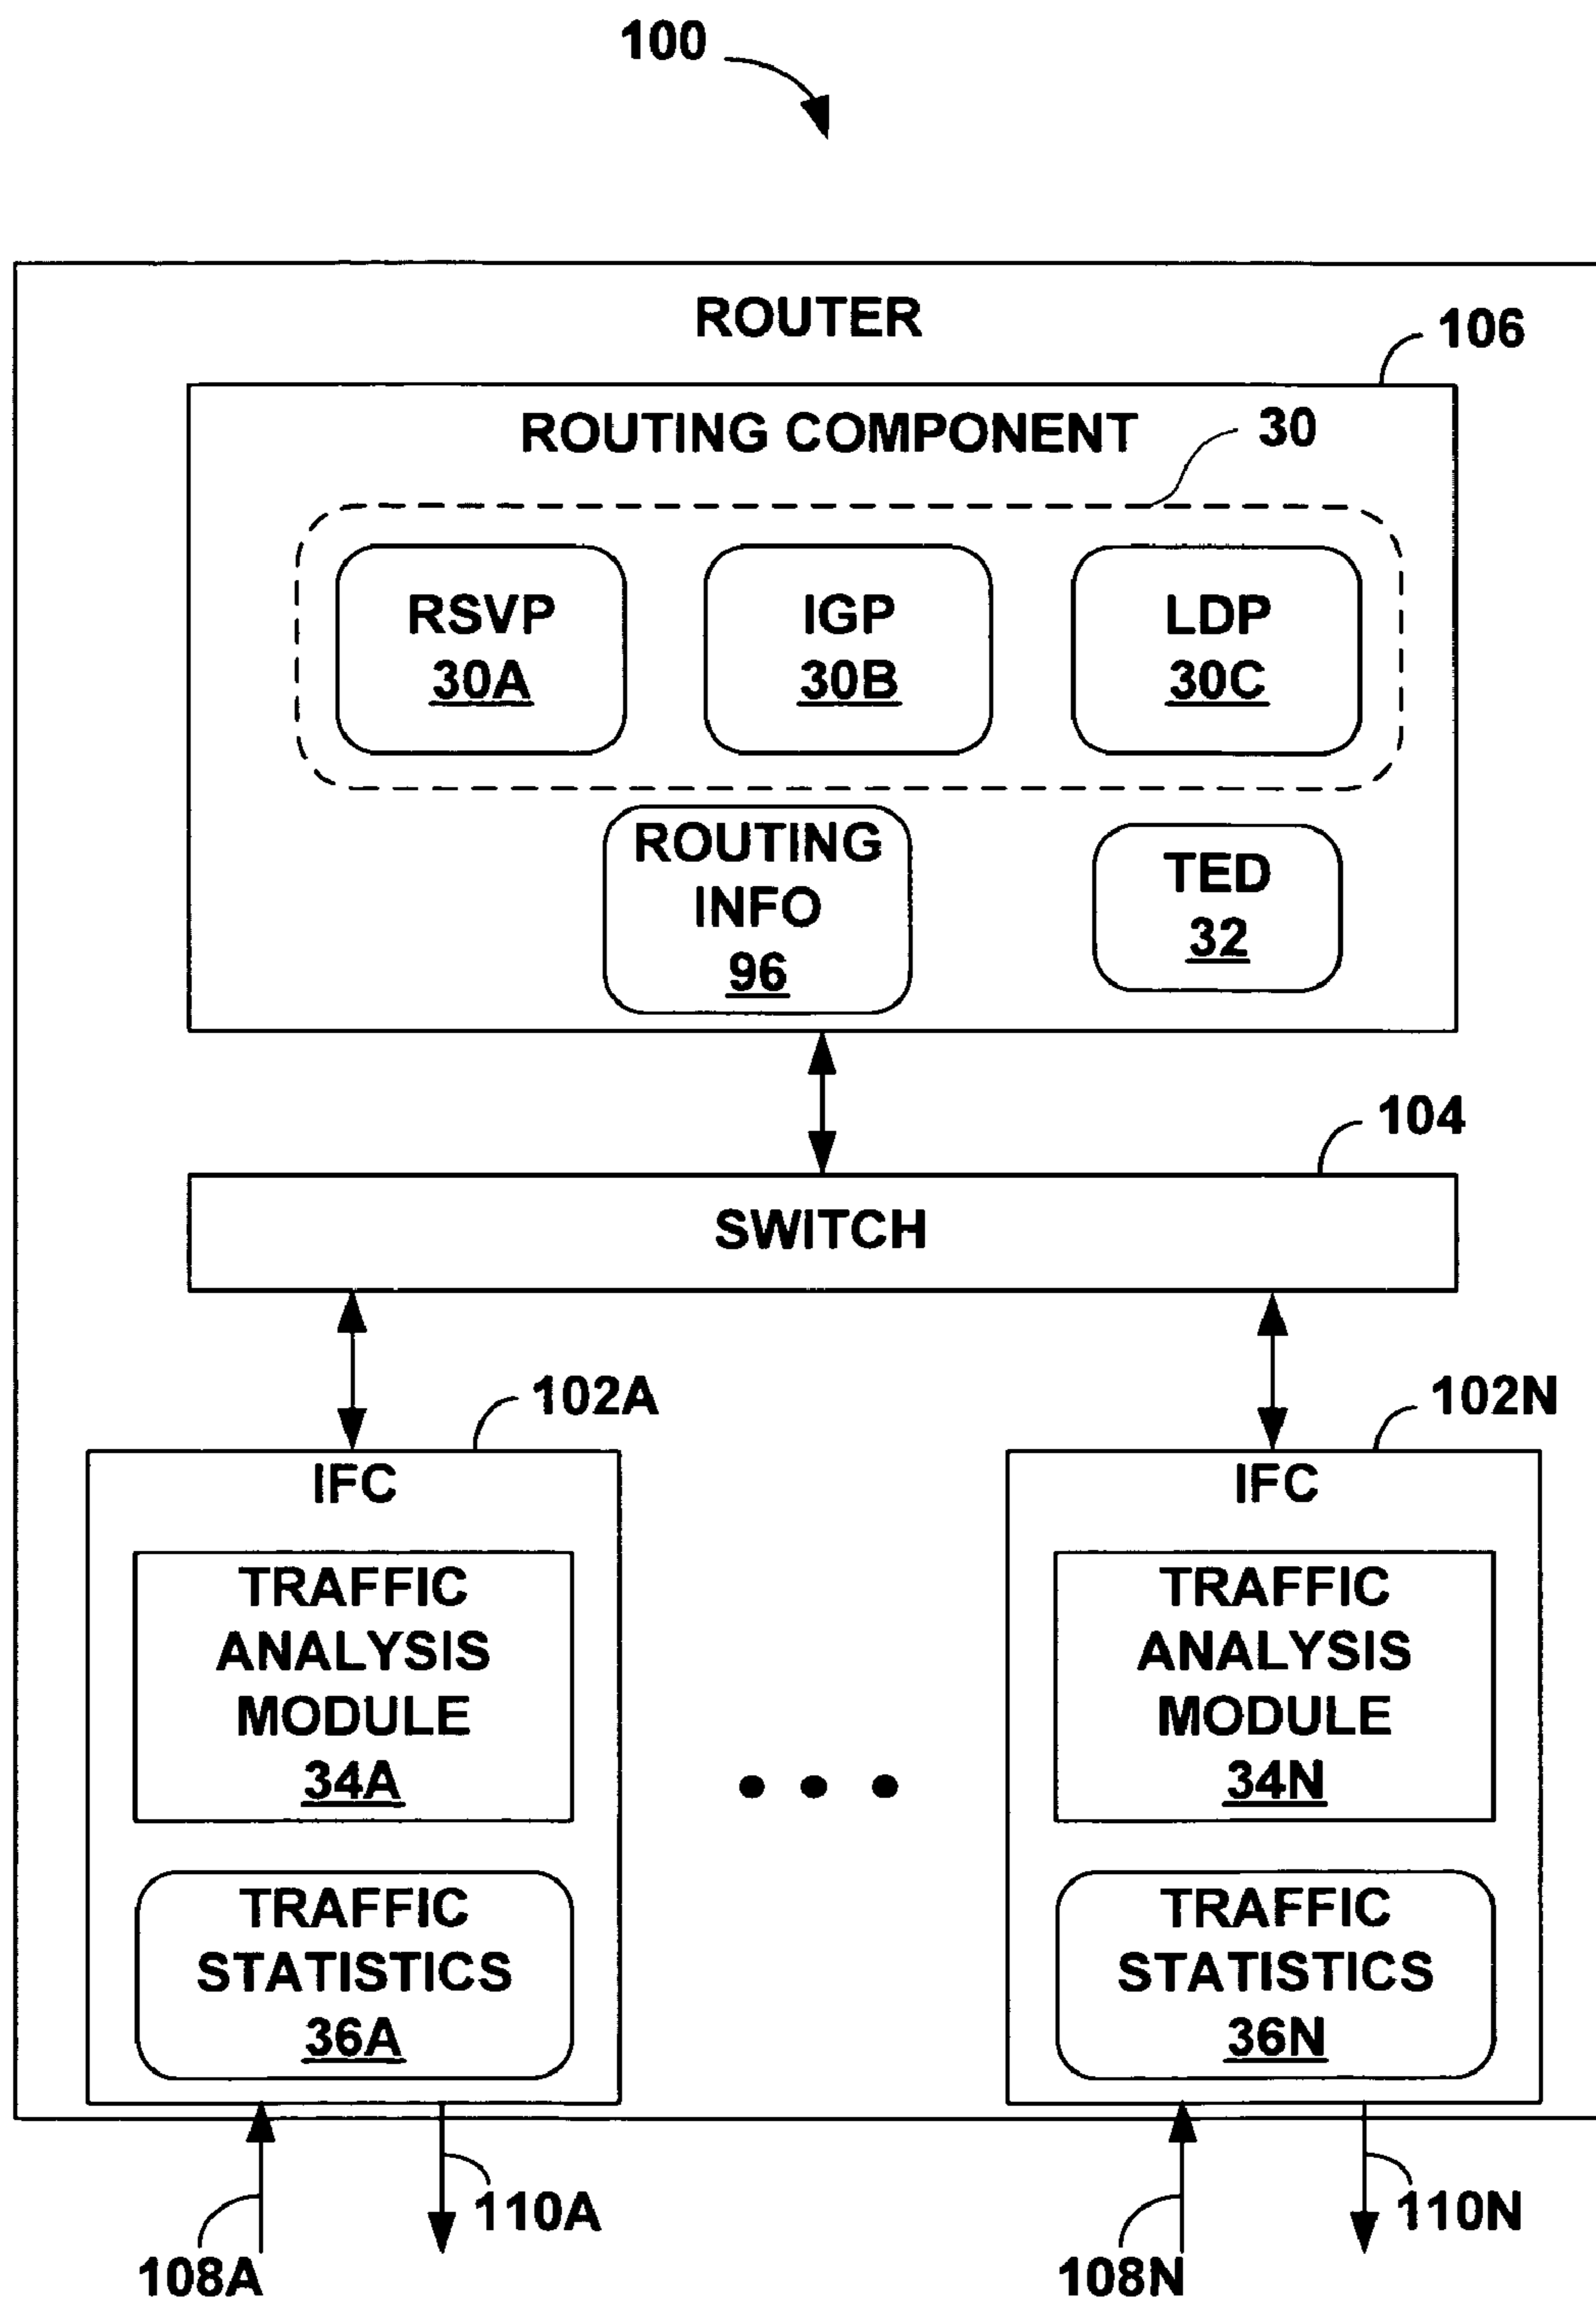 100
ROUTER
106
ROUTING COMPONENT
30
RSVP
30A
IGP
30B
LDP
30C
ROUTING
INFO
96
TED
32
104
SWITCH
102A
102N
IFC
TRAFFIC
ANALYSIS
MODULE
34A
TRAFFIC
STATISTICS
36A
IFC
TRAFFIC
ANALYSIS
MODULE
34N
TRAFFIC
STATISTICS
36N
108A
110A
108N
110N